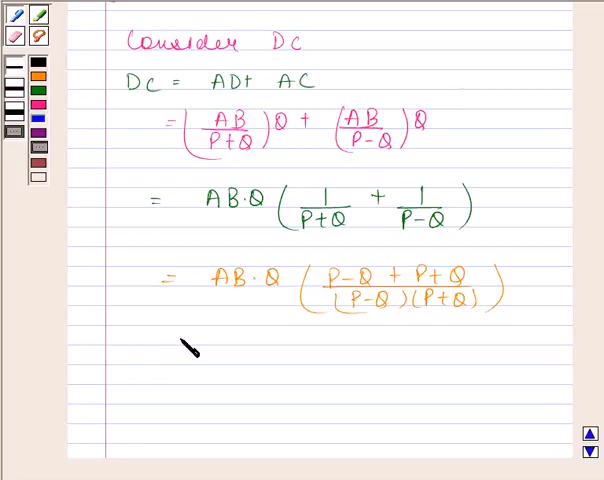 Consider DC
DC = AD+ AC
= (AB/P+Q)Q + (AB/P-Q)Q
= AB·Q (1/P+Q + 1/P-Q)
= AB·Q (P-Q + P+Q/(P-Q)(P+Q))